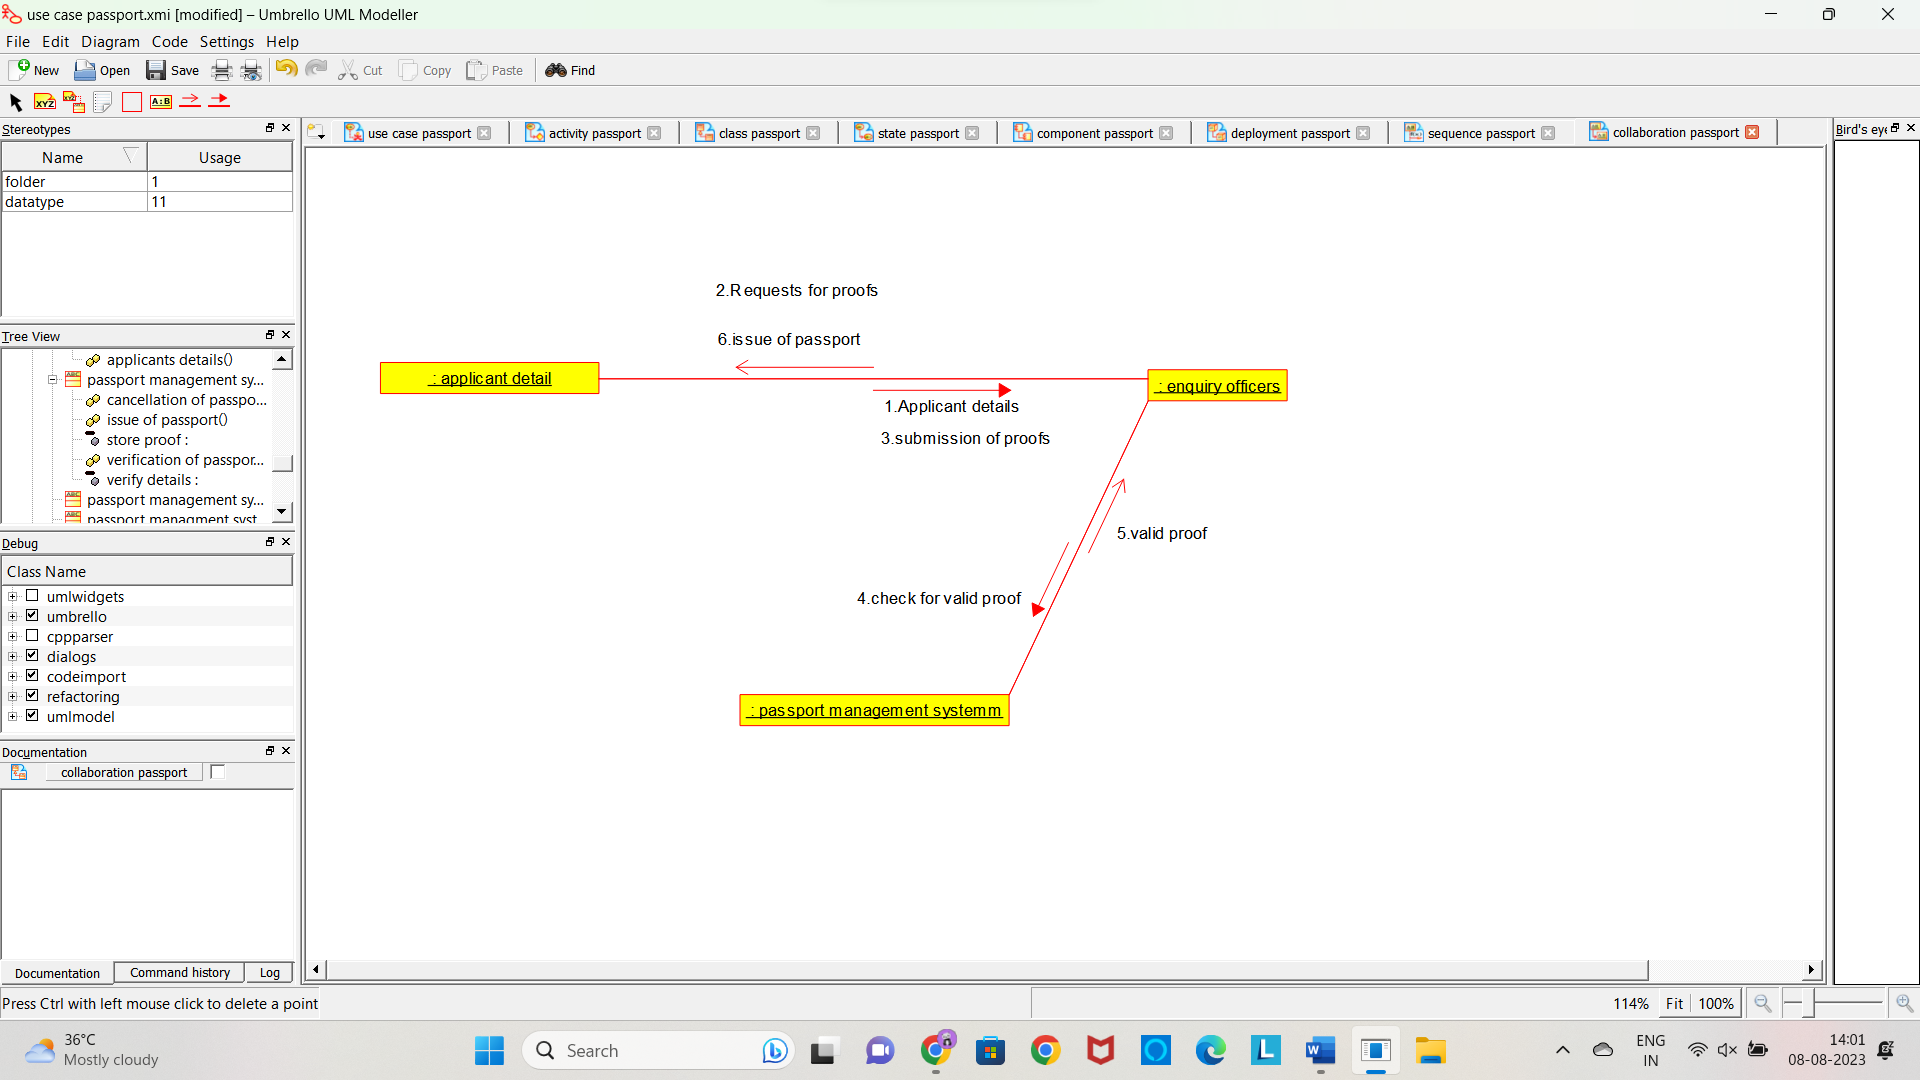 use case passport.xmi [modified] – Umbrello UML Modeller
File Edit Diagram Code Settings Help
New Open Save Cut Copy Paste Find
XYZ XYZ A:B
Stereotypes
Name Usage
folder 1
datatype 11
Tree View
applicants details()
passport management sy...
cancellation of passpo...
issue of passport()
store proof :
verification of passpor...
verify details :
passport management sy...
passport managment syst
Debug
Class Name
umlwidgets
umbrello
cppparser
dialogs
codeimport
refactoring
umlmodel
Documentation
collaboration passport
Documentation Command history Log
use case passport activity passport class passport state passport component passport deployment passport sequence passport collaboration passport
Bird's eye
2.Requests for proofs
6.issue of passport
: applicant detail
: enquiry officers
1.Applicant details
3.submission of proofs
5.valid proof
4.check for valid proof
: passport management systemm
Press Ctrl with left mouse click to delete a point
114% Fit 100%
36°C
Mostly cloudy
Search
ENG
IN
14:01
08-08-2023